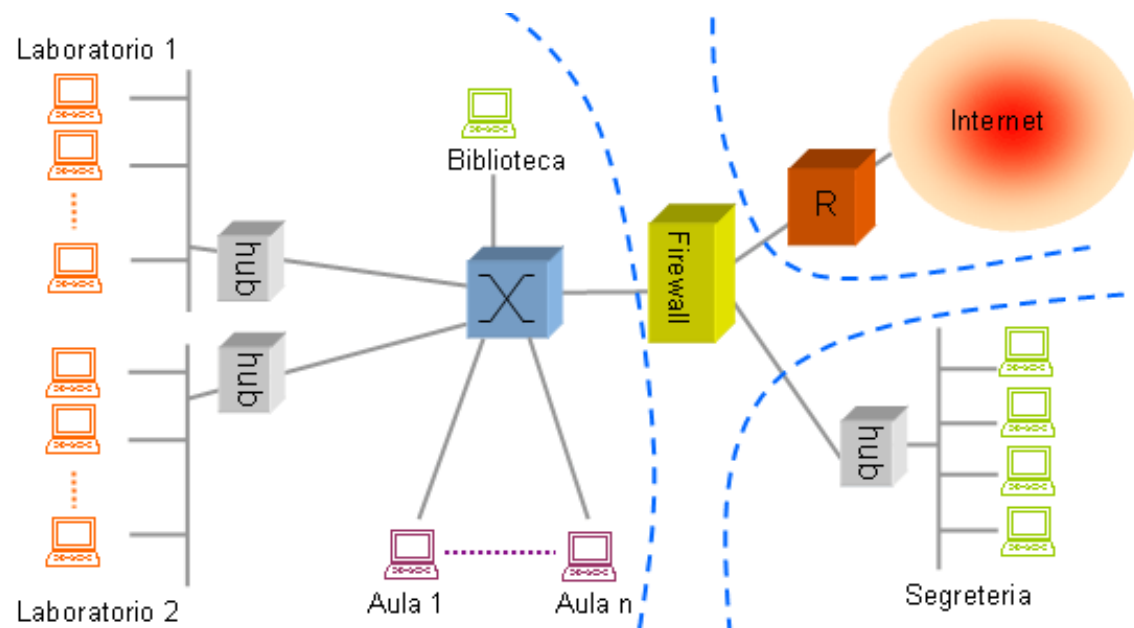 Laboratorio 1
Internet
Biblioteca
R
hub
Firewall
hub
hub
Aula 1
Aula n
Segreteria
Laboratorio 2